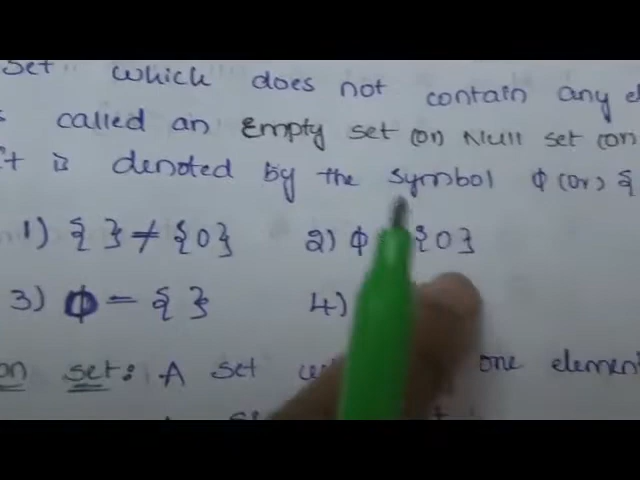 set which does not contain any
called an Empty set (or) Null set (or)
is denoted by the symbol φ (or) {
1) { } ≠ {0} 2) φ {0}
3) φ = { } 4)
set: A set one element